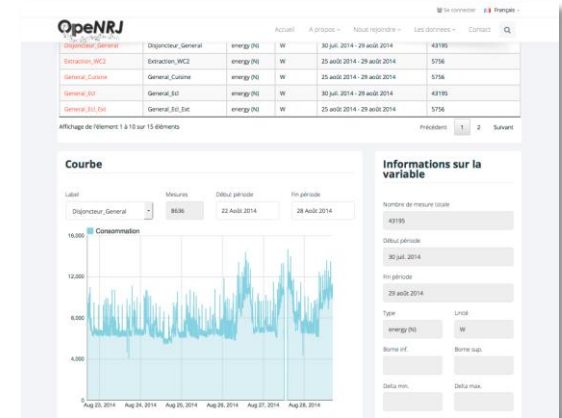 Se connecter Français
OpeNRJ
Accueil A propos Nous rejoindre Les données Contact
Disjoncteur_General Disjoncteur_General energy (N) W 30 juil. 2014 - 29 août 2014 43195
Extraction_WC2 Extraction_WC2 energy (N) W 25 août 2014 - 29 août 2014 5756
General_Cuisine General_Cuisine energy (N) W 25 août 2014 - 29 août 2014 5756
General_Ecl General_Ecl energy (N) W 30 juil. 2014 - 29 août 2014 43195
General_Ecl_Ext General_Ecl_Ext energy (N) W 25 août 2014 - 29 août 2014 5756
Affichage de l'élement 1 à 10 sur 15 éléments Précédent 1 2 Suivant
Courbe
Label Mesures Début période Fin période
Disjoncteur_General 8636 22 Août 2014 28 Août 2014
Consommation
16,000
12,000
8,000
4,000
0
Aug 23, 2014 Aug 24, 2014 Aug 25, 2014 Aug 26, 2014 Aug 27, 2014 Aug 28, 2014
Informations sur la
variable
Nombre de mesure totale
43195
Début période
30 juil. 2014
Fin période
29 août 2014
Type Unité
energy (N) W
Borne inf. Borne sup.
Delta min. Delta max.